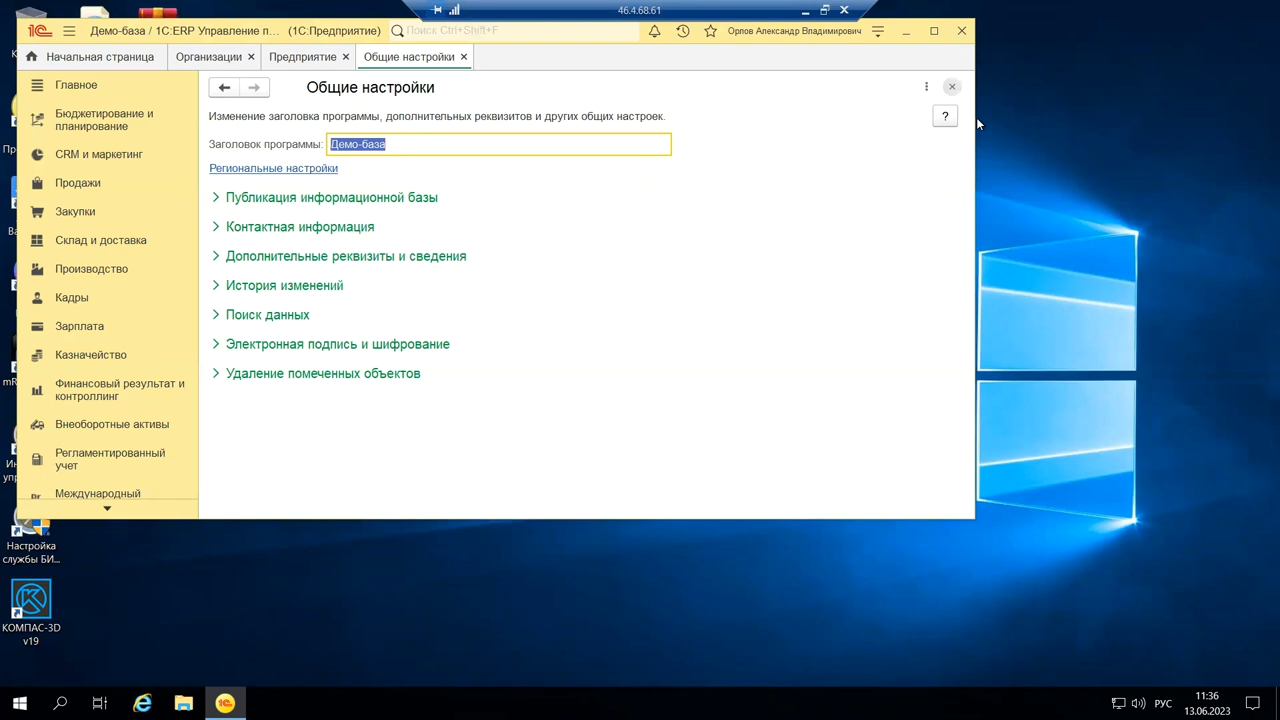 46.4.68.61
Демо-база / 1С:ERP Управление п... (1С:Предприятие)
Поиск Ctrl+Shift+F
Орлов Александр Владимирович
Начальная страница
Организации
Предприятие
Общие настройки
Главное
Бюджетирование и
планирование
CRM и маркетинг
Продажи
Закупки
Склад и доставка
Производство
Кадры
Зарплата
Казначейство
Финансовый результат и
контроллинг
Внеоборотные активы
Регламентированный
учет
Международный
Общие настройки
Изменение заголовка программы, дополнительных реквизитов и других общих настроек.
?
Заголовок программы: Демо-база
Региональные настройки
Публикация информационной базы
Контактная информация
Дополнительные реквизиты и сведения
История изменений
Поиск данных
Электронная подпись и шифрование
Удаление помеченных объектов
Настройка
службы БИ...
КОМПАС-3D
v19
РУС
11:36
13.06.2023